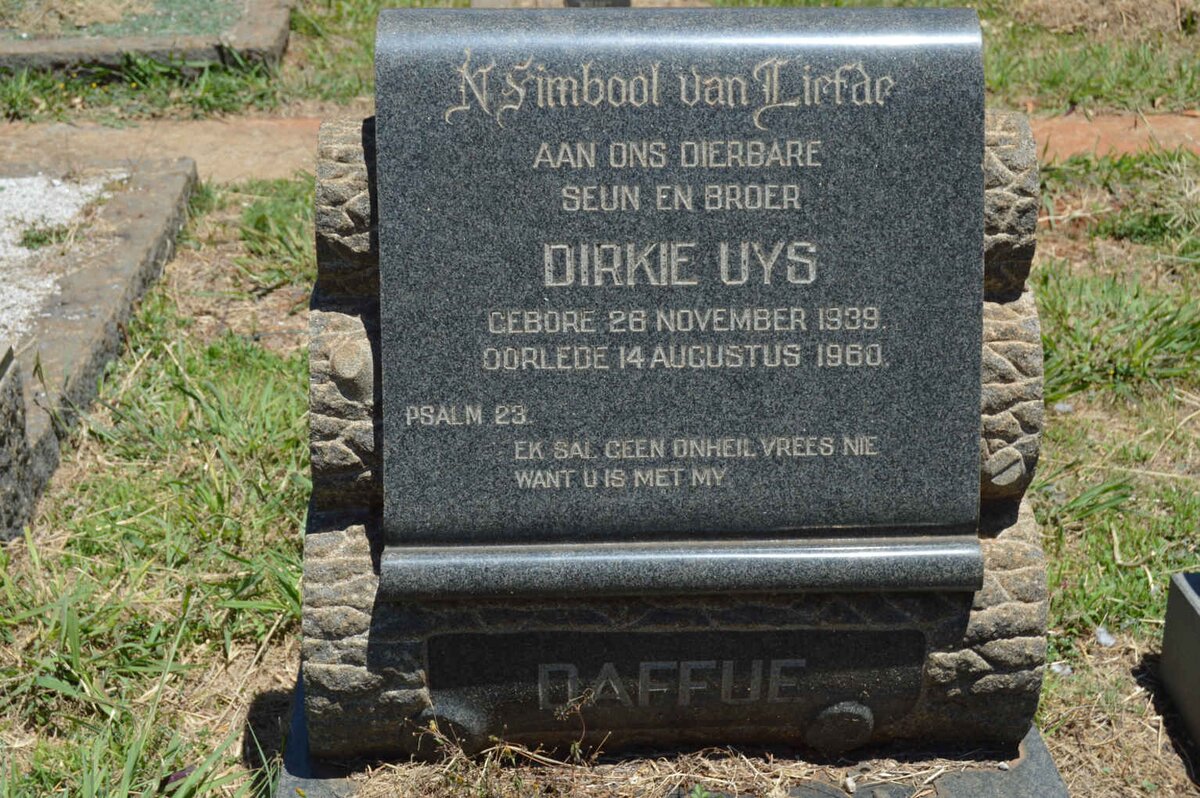 'N Simbool van Liefde
AAN ONS DIERBARE
SEUN EN BROER
DIRKIE UYS
GEBORE 26 NOVEMBER 1939.
OORLEDE 14 AUGUSTUS 1960.
PSALM 23.
EK SAL GEEN ONHEIL VREES NIE
WANT U IS MET MY.
DAFFUE